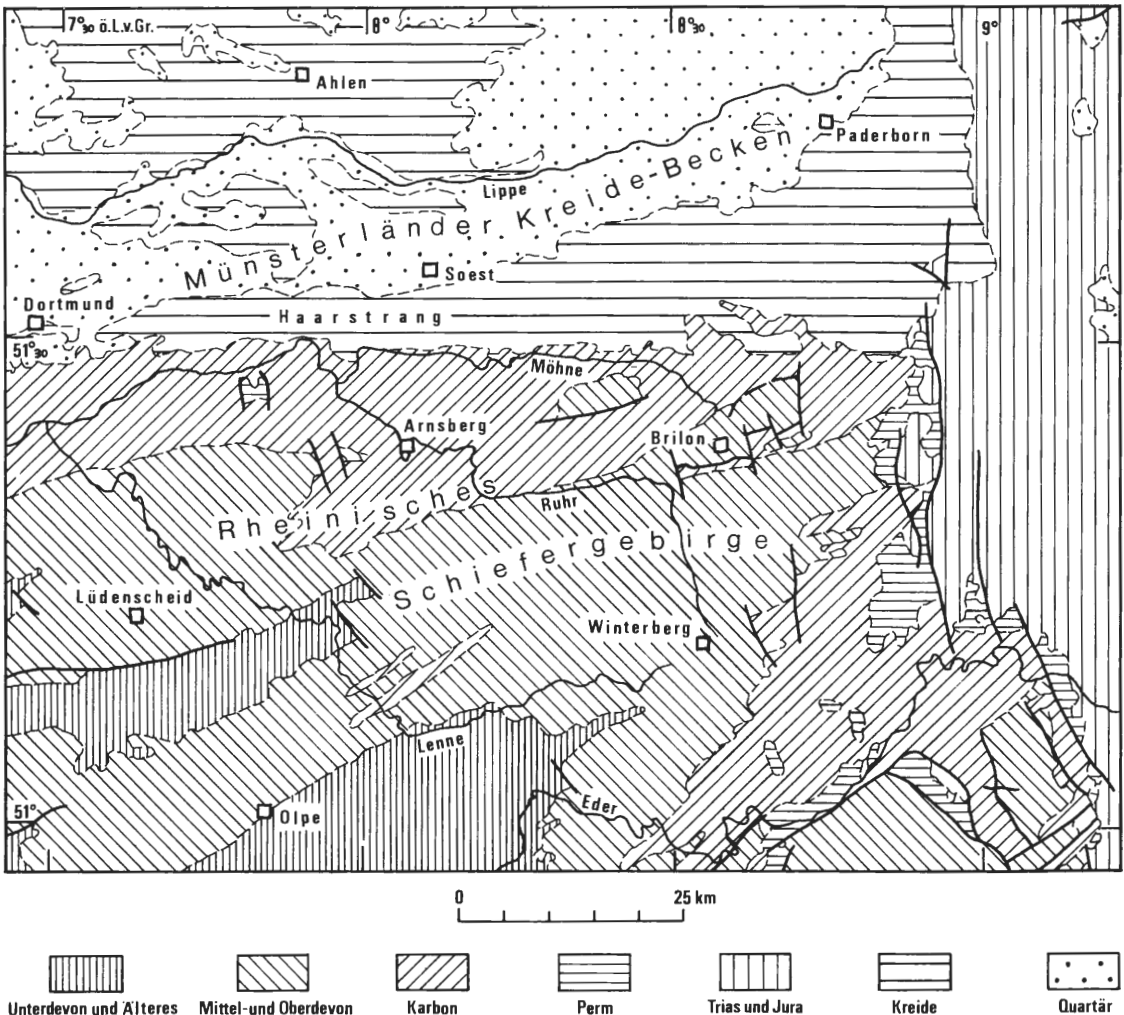 7°30 ö.L.v.Gr.
8°
8°30
9°
Ahlen
Paderborn
Lippe
Münsterländer Kreide-Becken
Soest
Dortmund
Haarstrang
51°30
Möhne
Arnsberg
Brilon
Rheinisches
Ruhr
Schiefergebirge
Lüdenscheid
Winterberg
Lenne
Eder
51°
Olpe
0 25 km
Unterdevon und Älteres Mittel-und Oberdevon Karbon Perm Trias und Jura Kreide Quartär